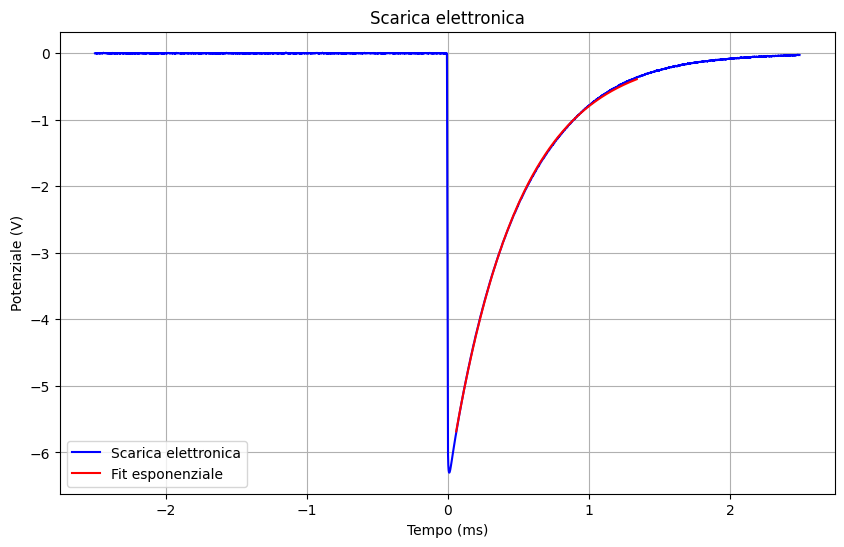 Scarica elettronica
Potenziale (V)
0
−1
−2
−3
−4
−5
−6
Scarica elettronica
Fit esponenziale
−2
−1
0
1
2
Tempo (ms)